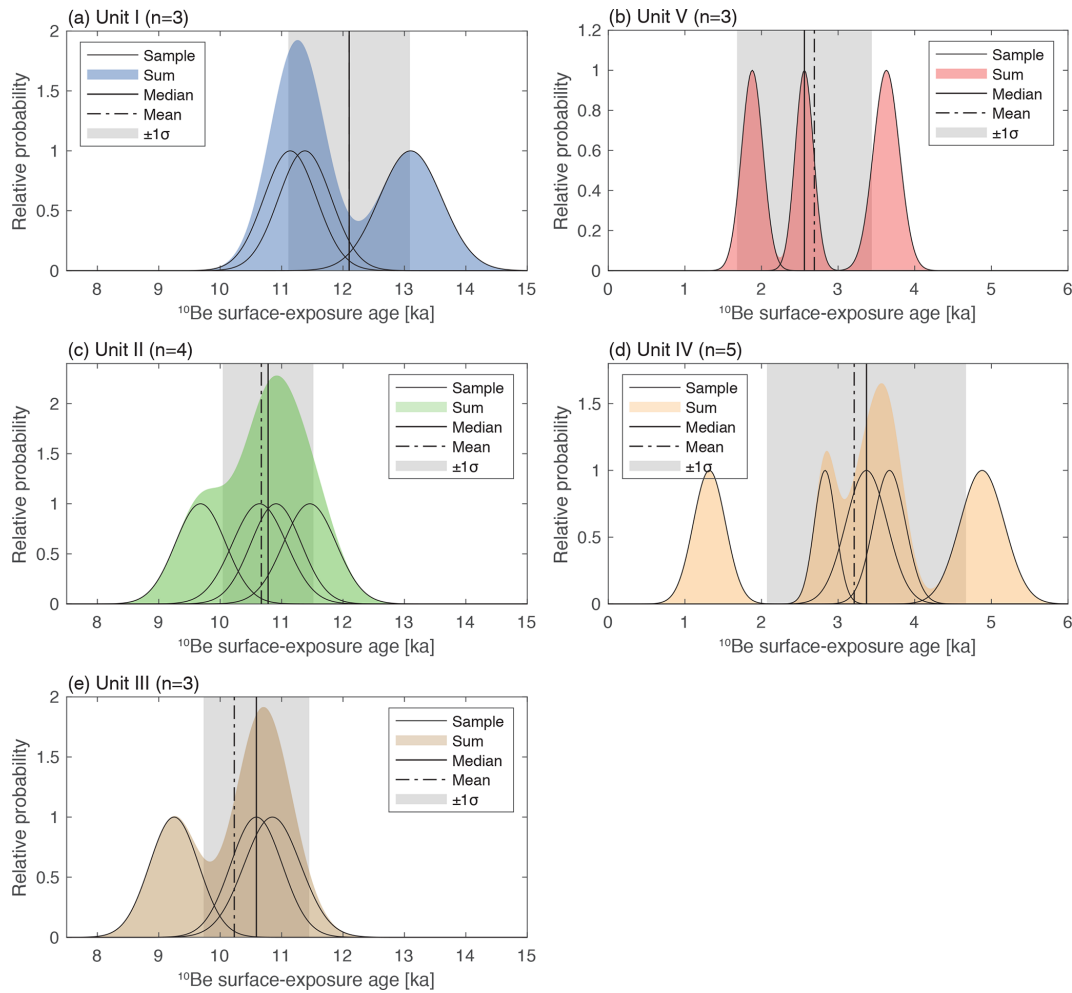 (a) Unit I (n=3)
Relative probability
2
1.5
1
0.5
0
8 9 10 11 12 13 14 15
¹⁰Be surface-exposure age [ka]
Sample
Sum
Median
Mean
±1σ
(b) Unit V (n=3)
Relative probability
1.2
1
0.8
0.6
0.4
0.2
0
0 1 2 3 4 5 6
¹⁰Be surface-exposure age [ka]
Sample
Sum
Median
Mean
±1σ
(c) Unit II (n=4)
Relative probability
2
1.5
1
0.5
0
8 9 10 11 12 13 14 15
¹⁰Be surface-exposure age [ka]
Sample
Sum
Median
Mean
±1σ
(d) Unit IV (n=5)
Relative probability
1.5
1
0.5
0
0 1 2 3 4 5 6
¹⁰Be surface-exposure age [ka]
Sample
Sum
Median
Mean
±1σ
(e) Unit III (n=3)
Relative probability
2
1.5
1
0.5
0
8 9 10 11 12 13 14 15
¹⁰Be surface-exposure age [ka]
Sample
Sum
Median
Mean
±1σ